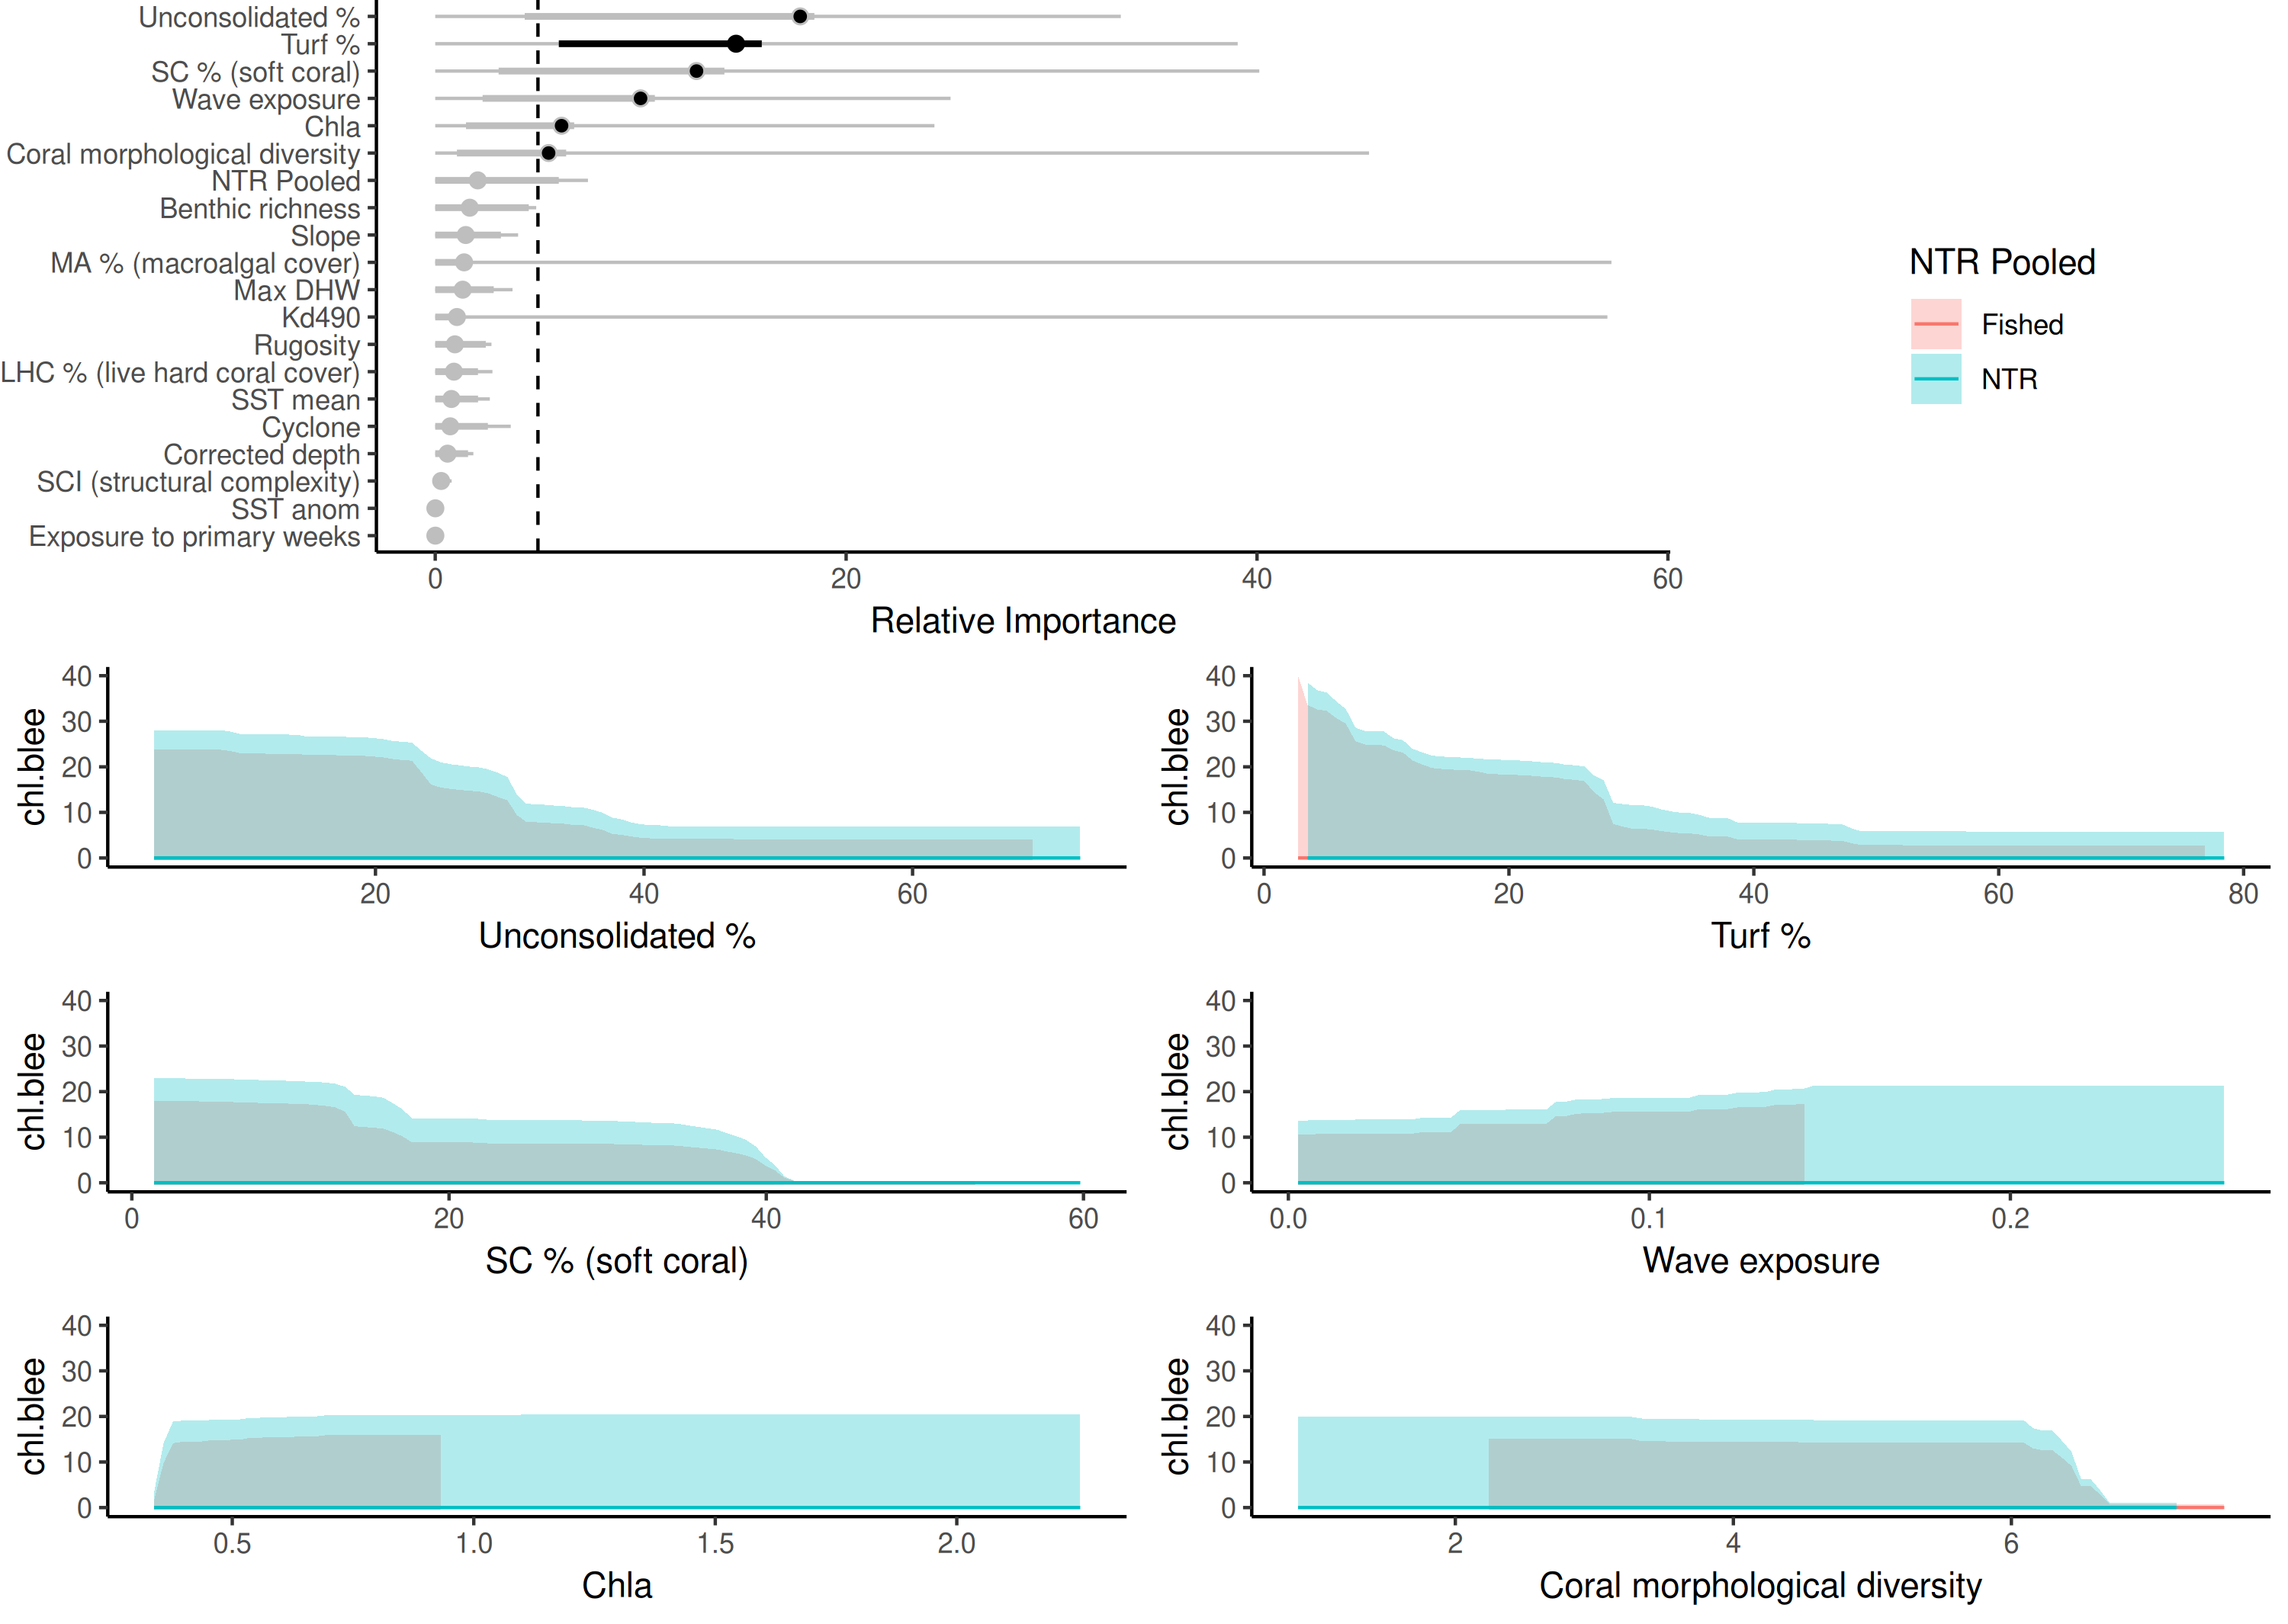 Unconsolidated %
Turf %
SC % (soft coral)
Wave exposure
Chla
Coral morphological diversity
NTR Pooled
Benthic richness
Slope
MA % (macroalgal cover)
Max DHW
Kd490
Rugosity
LHC % (live hard coral cover)
SST mean
Cyclone
Corrected depth
SCI (structural complexity)
SST anom
Exposure to primary weeks
0 20 40 60
Relative Importance
NTR Pooled
Fished
NTR
40
30
20
10
0
chl.blee
20 40 60
Unconsolidated %
40
30
20
10
0
chl.blee
0 20 40 60 80
Turf %
40
30
20
10
0
chl.blee
0 20 40 60
SC % (soft coral)
40
30
20
10
0
chl.blee
0.0 0.1 0.2
Wave exposure
40
30
20
10
0
chl.blee
0.5 1.0 1.5 2.0
Chla
40
30
20
10
0
chl.blee
2 4 6
Coral morphological diversity